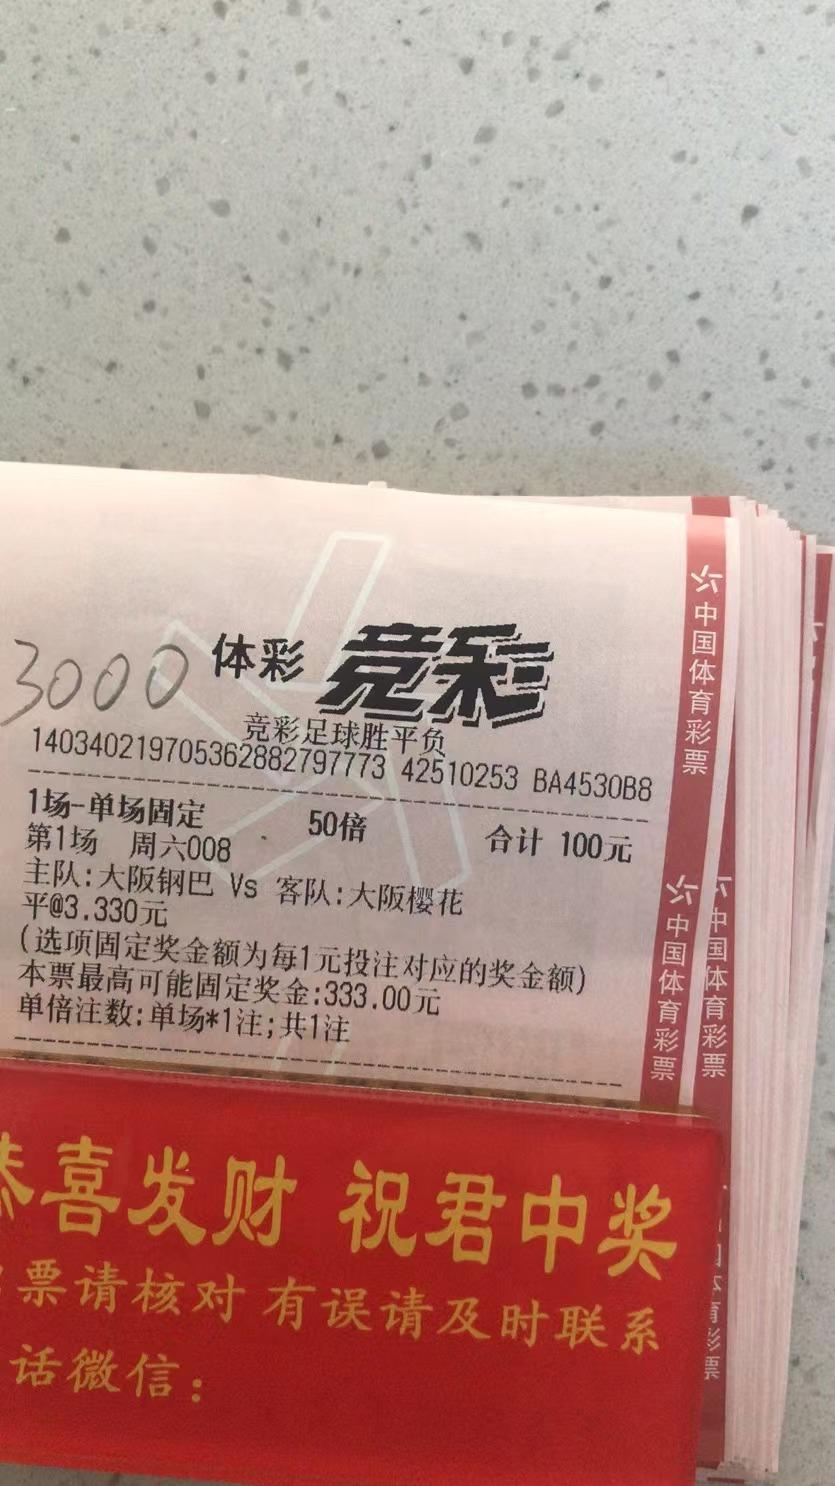 3000
体彩 竞彩
竞彩足球胜平负
140340219705362882797773 42510253 BA4530B8
1场-单场固定 50倍 合计 100元
第1场 周六008
主队:大阪钢巴 Vs 客队:大阪樱花
平@3.330元
(选项固定奖金额为每1元投注对应的奖金额)
本票最高可能固定奖金:333.00元
单倍注数:单场*1注;共1注
中国体育彩票
中国体育彩票
中国体育彩票
恭喜发财 祝君中奖
票请核对 有误请及时联系
话微信: